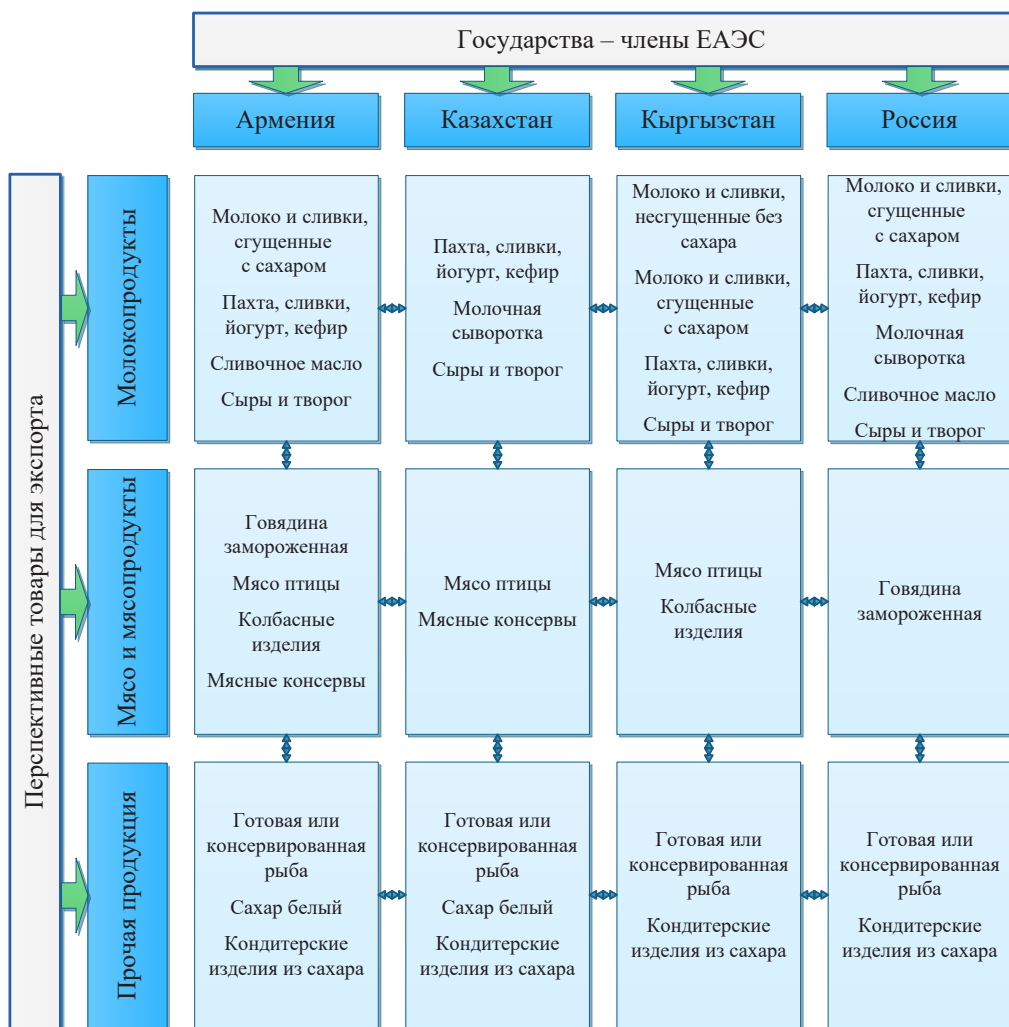 Государства – члены ЕАЭС
Армения
Казахстан
Кыргызстан
Россия
Перспективные товары для экспорта
Молокопродукты
Молоко и сливки,
сгущенные
с сахаром
Пахта, сливки,
йогурт, кефир
Сливочное масло
Сыры и творог
Пахта, сливки,
йогурт, кефир
Молочная
сыворотка
Сыры и творог
Молоко и сливки,
несгущенные без
сахара
Молоко и сливки,
сгущенные
с сахаром
Пахта, сливки,
йогурт, кефир
Сыры и творог
Молоко и сливки,
сгущенные
с сахаром
Пахта, сливки,
йогурт, кефир
Молочная
сыворотка
Сливочное масло
Сыры и творог
Мясо и мясопродукты
Говядина
замороженная
Мясо птицы
Колбасные
изделия
Мясные консервы
Мясо птицы
Мясные консервы
Мясо птицы
Колбасные
изделия
Говядина
замороженная
Прочая продукция
Готовая или
консервированная
рыба
Сахар белый
Кондитерские
изделия из сахара
Готовая или
консервированная
рыба
Сахар белый
Кондитерские
изделия из сахара
Готовая или
консервированная
рыба
Кондитерские
изделия из сахара
Готовая или
консервированная
рыба
Кондитерские
изделия из сахара